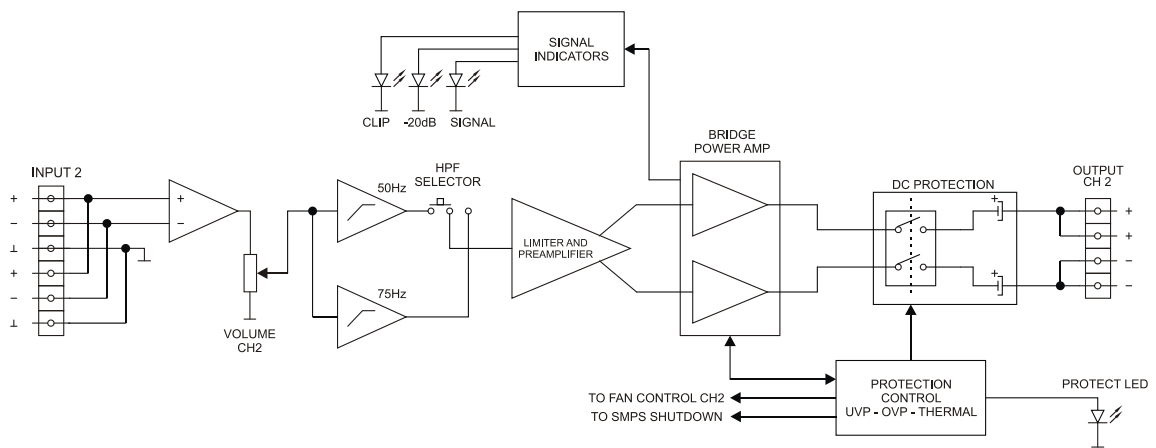 SIGNAL
INDICATORS
CLIP
-20dB
SIGNAL
BRIDGE
POWER AMP
INPUT 2
+
−
⊥
+
−
⊥
+
−
VOLUME
CH2
50Hz
75Hz
HPF
SELECTOR
LIMITER AND
PREAMPLIFIER
DC PROTECTION
+
+
OUTPUT
CH 2
+
+
−
−
PROTECTION
CONTROL
UVP - OVP - THERMAL
TO FAN CONTROL CH2
TO SMPS SHUTDOWN
PROTECT LED